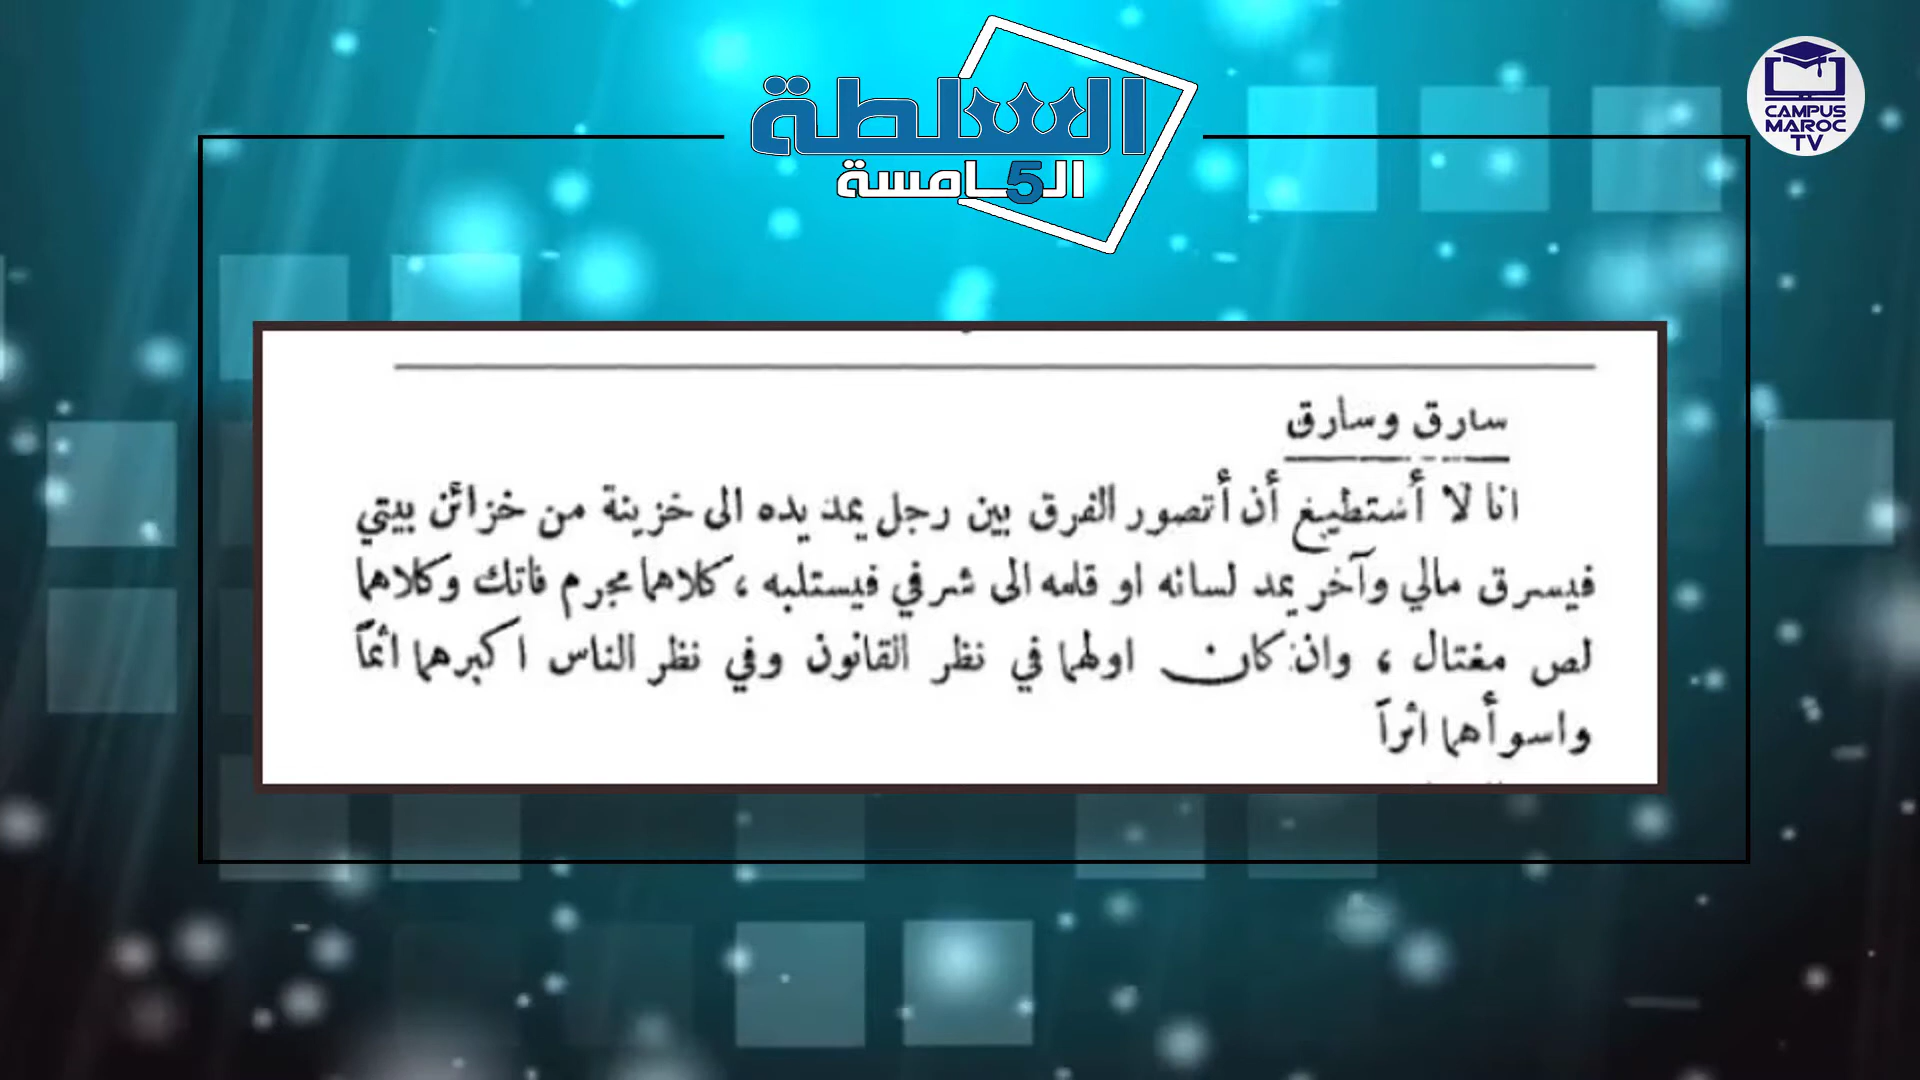 السلطة
الـ5ـامسة
CAMPUS
MAROC
TV
سارق وسارق
انا لا أستطيع أن أتصور الفرق بين رجل يمد يده الى خزينة من خزائن بيتي
فيسرق مالي وآخر يمد لسانه او قلمه الى شرفي فيستلبه ، كلاهما مجرم فاتك وكلاهما
لص مغتال ، وان كان اولهما في نظر القانون وفي نظر الناس اكبرهما اثماً
واسوأهما اثراً